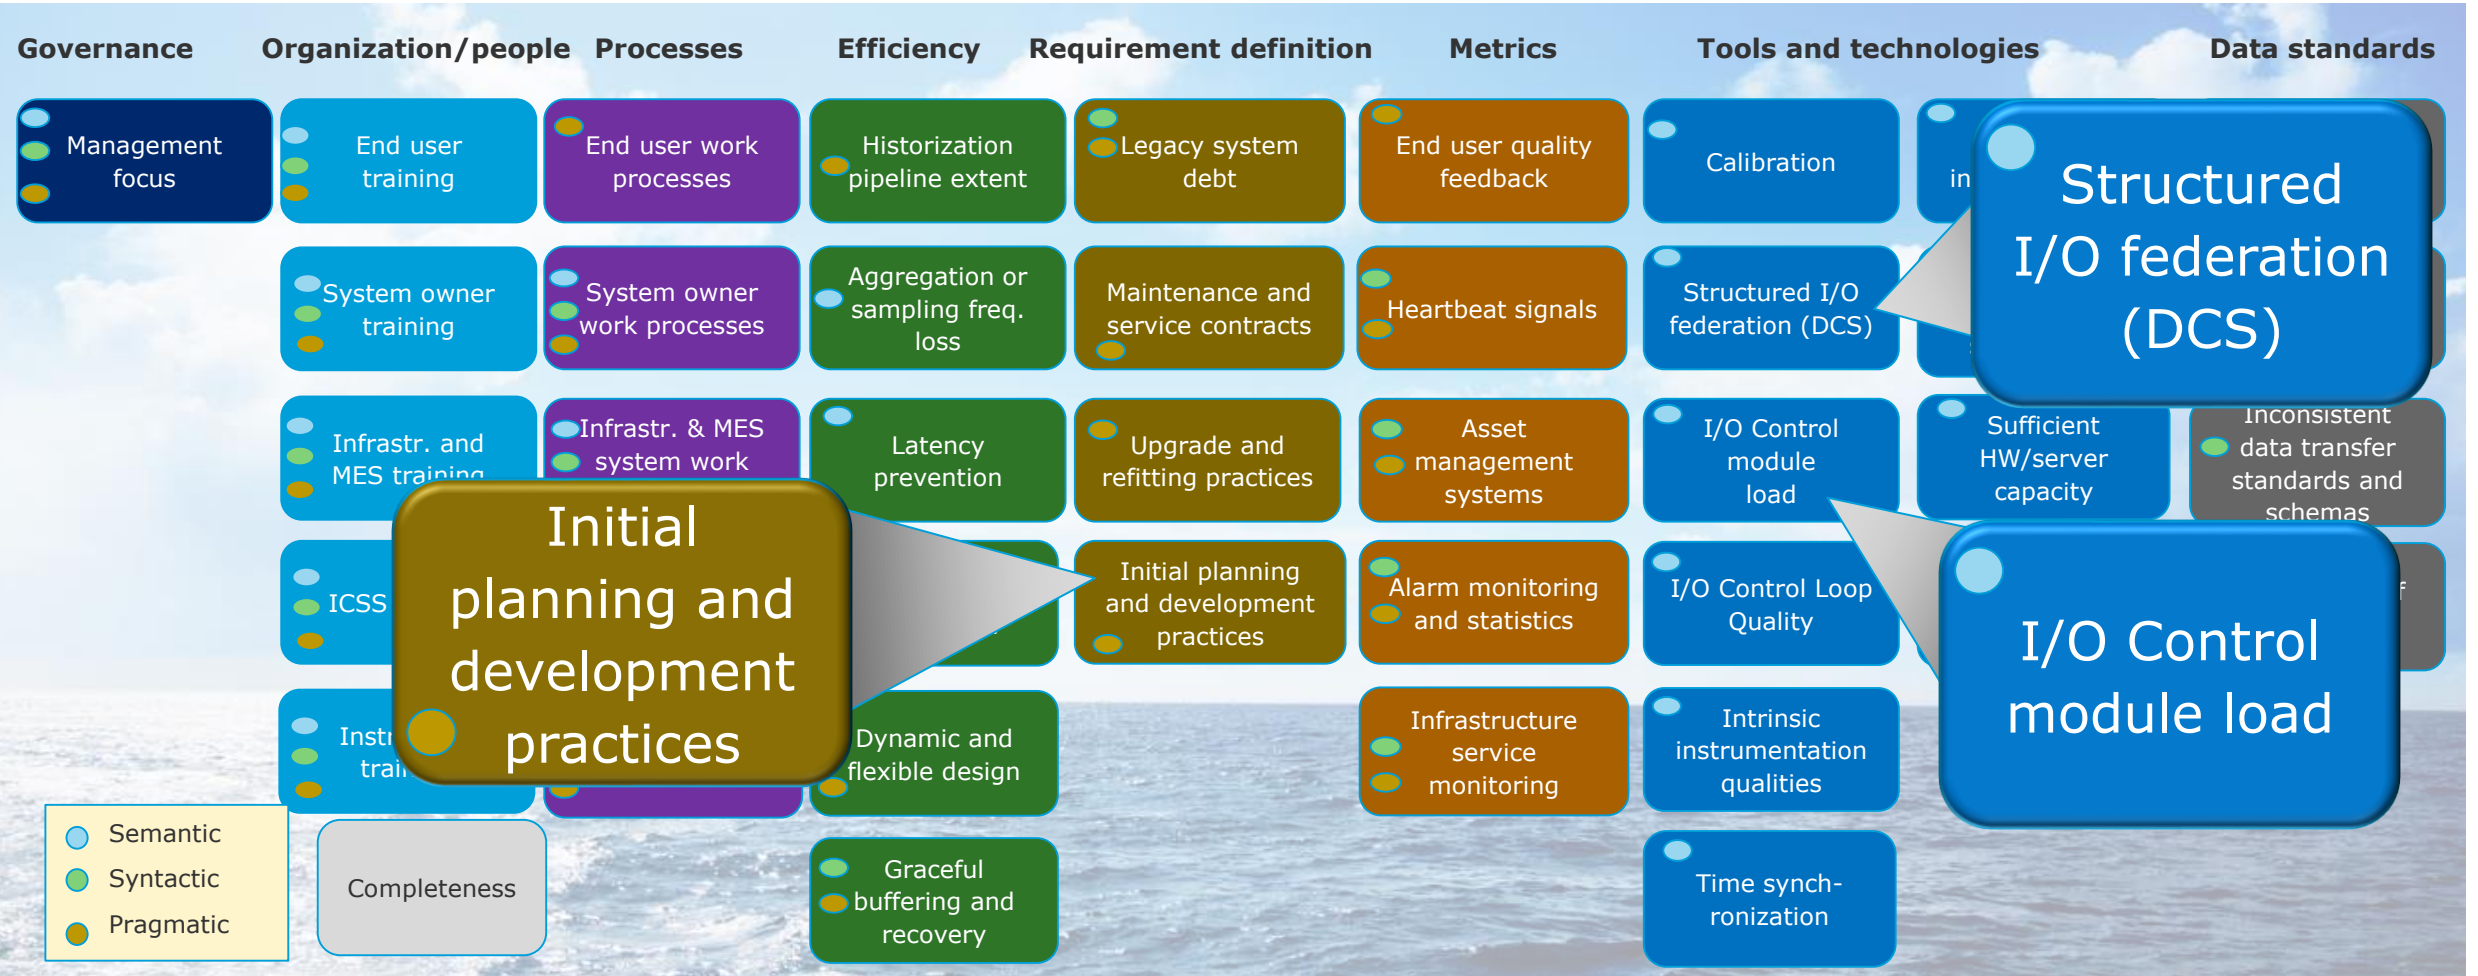 Governance
Organization/people
Processes
Efficiency
Requirement definition
Metrics
Tools and technologies
Data standards
Management
focus
End user
training
End user work
processes
Historization
pipeline extent
Legacy system
debt
End user quality
feedback
Calibration
in
Structured
I/O federation
(DCS)
System owner
training
System owner
work processes
Aggregation or
sampling freq.
loss
Maintenance and
service contracts
Heartbeat signals
Structured I/O
federation (DCS)
Infrastr. and
MES training
Infrastr. & MES
system work
Latency
prevention
Upgrade and
refitting practices
Asset
management
systems
I/O Control
module
load
Sufficient
HW/server
capacity
Inconsistent
data transfer
standards and
schemas
Initial
planning and
development
practices
ICSS
Initial planning
and development
practices
Alarm monitoring
and statistics
I/O Control Loop
Quality
f
I/O Control
module load
Instr
train
Dynamic and
flexible design
Infrastructure
service
monitoring
Intrinsic
instrumentation
qualities
Semantic
Syntactic
Pragmatic
Completeness
Graceful
buffering and
recovery
Time synch-
ronization